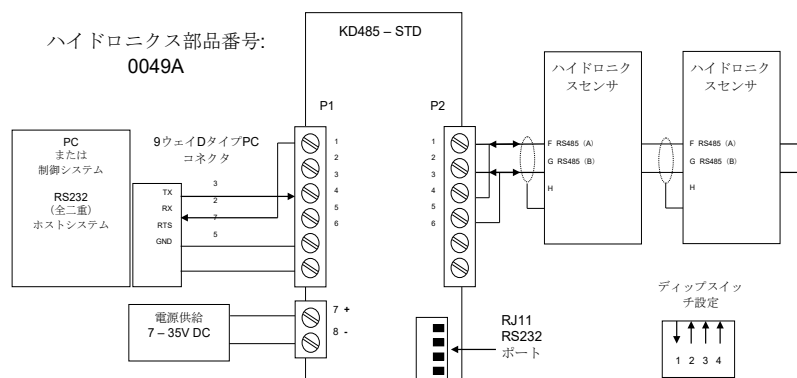 ハイドロニクス部品番号:
0049A
KD485 – STD
P1
P2
PC
または
制御システム
RS232
(全二重)
ホストシステム
9ウェイDタイプPC
コネクタ
TX
RX
RTS
GND
3
2
7
5
1
2
3
4
5
6
1
2
3
4
5
6
ハイドロニク
スセンサ
F RS485 (A)
G RS485 (B)
H
ハイドロニク
スセンサ
F RS485 (A)
G RS485 (B)
H
電源供給
7 – 35V DC
7 +
8 -
RJ11
RS232
ポート
ディップスイッ
チ設定
1 2 3 4